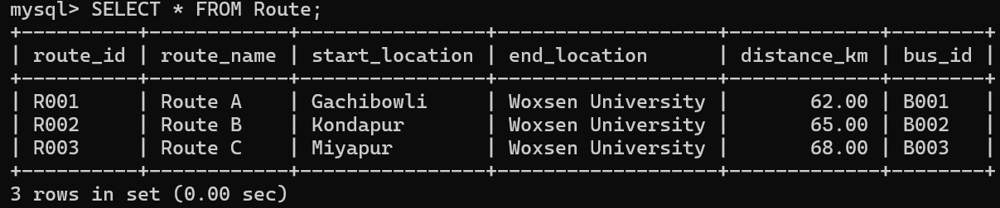 mysql> SELECT * FROM Route;
+----------+------------+----------------+--------------------+-------------+--------+
| route_id | route_name | start_location | end_location       | distance_km | bus_id |
+----------+------------+----------------+--------------------+-------------+--------+
| R001     | Route A    | Gachibowli     | Woxsen University |       62.00 | B001   |
| R002     | Route B    | Kondapur       | Woxsen University |       65.00 | B002   |
| R003     | Route C    | Miyapur        | Woxsen University |       68.00 | B003   |
+----------+------------+----------------+--------------------+-------------+--------+
3 rows in set (0.00 sec)